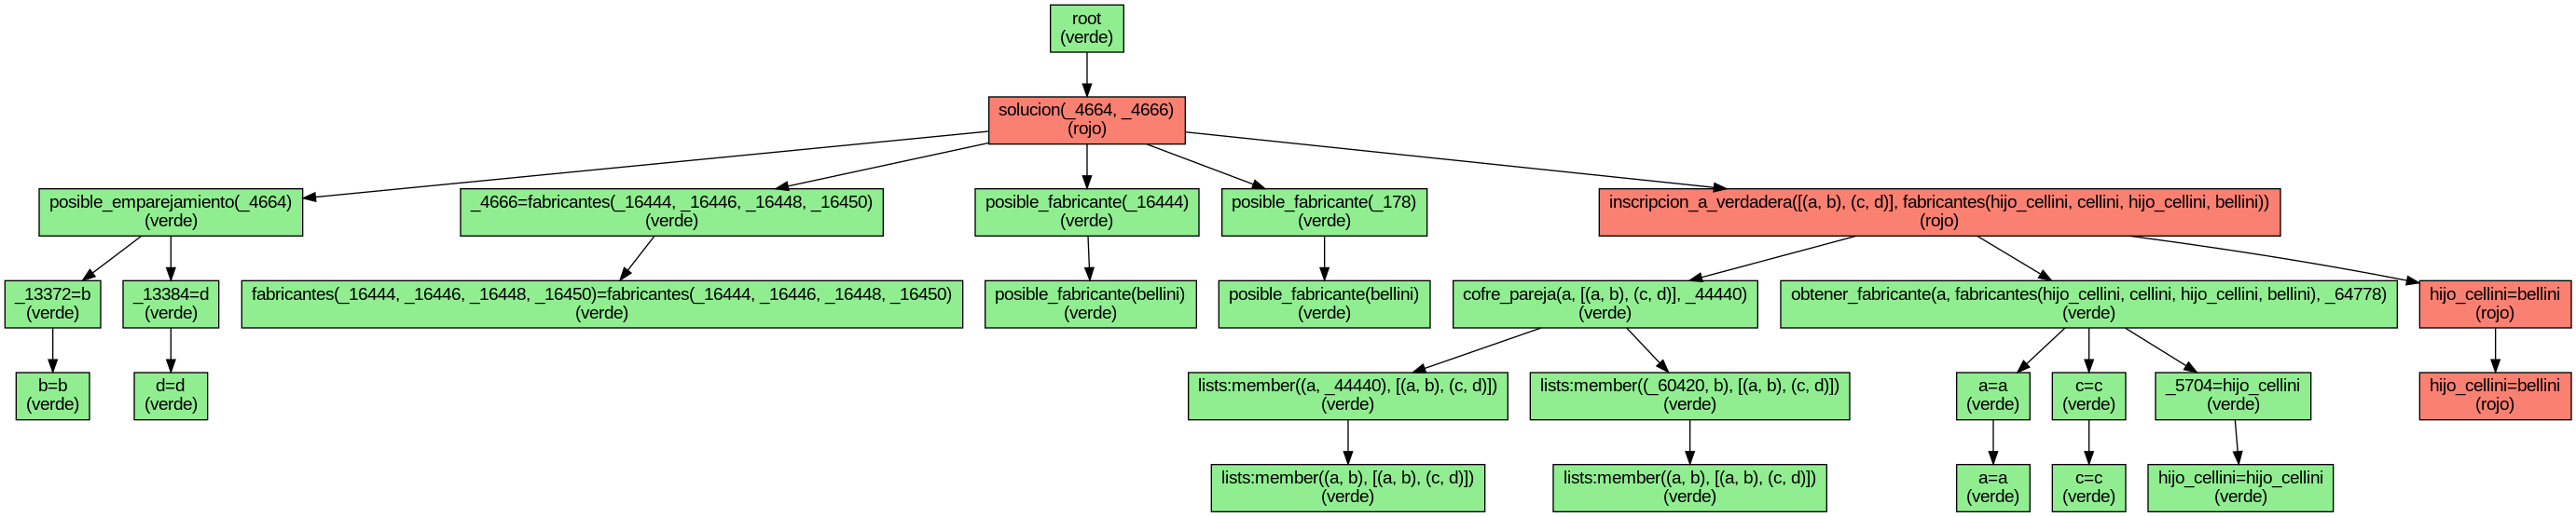 root
(verde)
solucion(_4664, _4666)
(rojo)
posible_emparejamiento(_4664)
(verde)
_4666=fabricantes(_16444, _16446, _16448, _16450)
(verde)
posible_fabricante(_16444)
(verde)
posible_fabricante(_178)
(verde)
inscripcion_a_verdadera([(a, b), (c, d)], fabricantes(hijo_cellini, cellini, hijo_cellini, bellini))
(rojo)
_13372=b
(verde)
_13384=d
(verde)
fabricantes(_16444, _16446, _16448, _16450)=fabricantes(_16444, _16446, _16448, _16450)
(verde)
posible_fabricante(bellini)
(verde)
posible_fabricante(bellini)
(verde)
cofre_pareja(a, [(a, b), (c, d)], _44440)
(verde)
obtener_fabricante(a, fabricantes(hijo_cellini, cellini, hijo_cellini, bellini), _64778)
(verde)
hijo_cellini=bellini
(rojo)
b=b
(verde)
d=d
(verde)
lists:member((a, _44440), [(a, b), (c, d)])
(verde)
lists:member((_60420, b), [(a, b), (c, d)])
(verde)
a=a
(verde)
c=c
(verde)
_5704=hijo_cellini
(verde)
hijo_cellini=bellini
(rojo)
lists:member((a, b), [(a, b), (c, d)])
(verde)
lists:member((a, b), [(a, b), (c, d)])
(verde)
a=a
(verde)
c=c
(verde)
hijo_cellini=hijo_cellini
(verde)